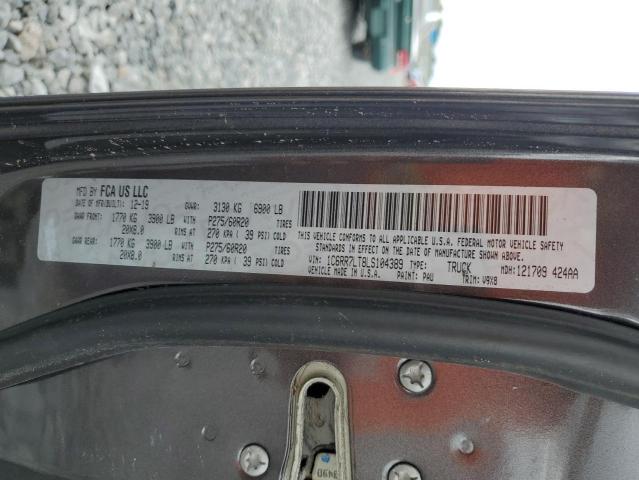 MFD BY FCA US LLC
DATE OF MFR/BUILT: 12-19 GVWR: 3130 KG 6900 LB
GAWR FRONT: 1770 KG 3900 LB WITH P275/60R20 TIRES
20X8.0 RIMS AT 270 KPA ( 39 PSI) COLD
GAWR REAR: 1770 KG 3900 LB WITH P275/60R20 TIRES
20X8.0 RIMS AT 270 KPA ( 39 PSI) COLD
THIS VEHICLE CONFORMS TO ALL APPLICABLE U.S.A. FEDERAL MOTOR VEHICLE SAFETY
STANDARDS IN EFFECT ON THE DATE OF MANUFACTURE SHOWN ABOVE.
VIN: 1C6RR7LT8LS104389 TYPE: TRUCK MDH: 121709 424AA
MADE IN U.S.A. PAINT: PAU TRIM: V9X8